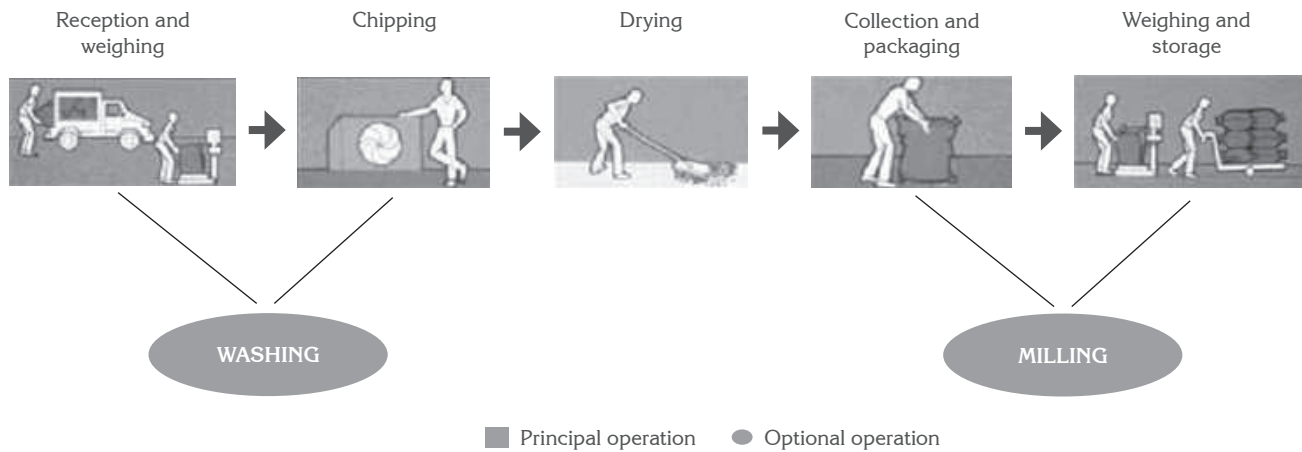 Reception and
weighing
Chipping
Drying
Collection and
packaging
Weighing and
storage
WASHING
MILLING
Principal operation
Optional operation